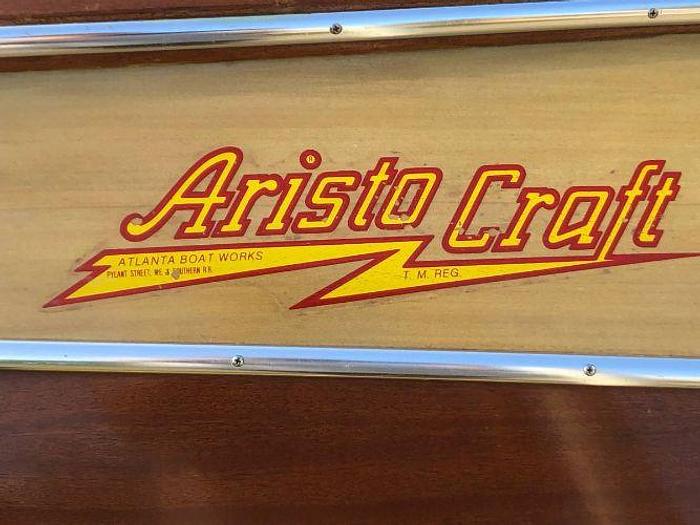 Aristo Craft ®
ATLANTA BOAT WORKS
PYLANT STREET, NE. & SOUTHERN R.R.
T. M. REG.